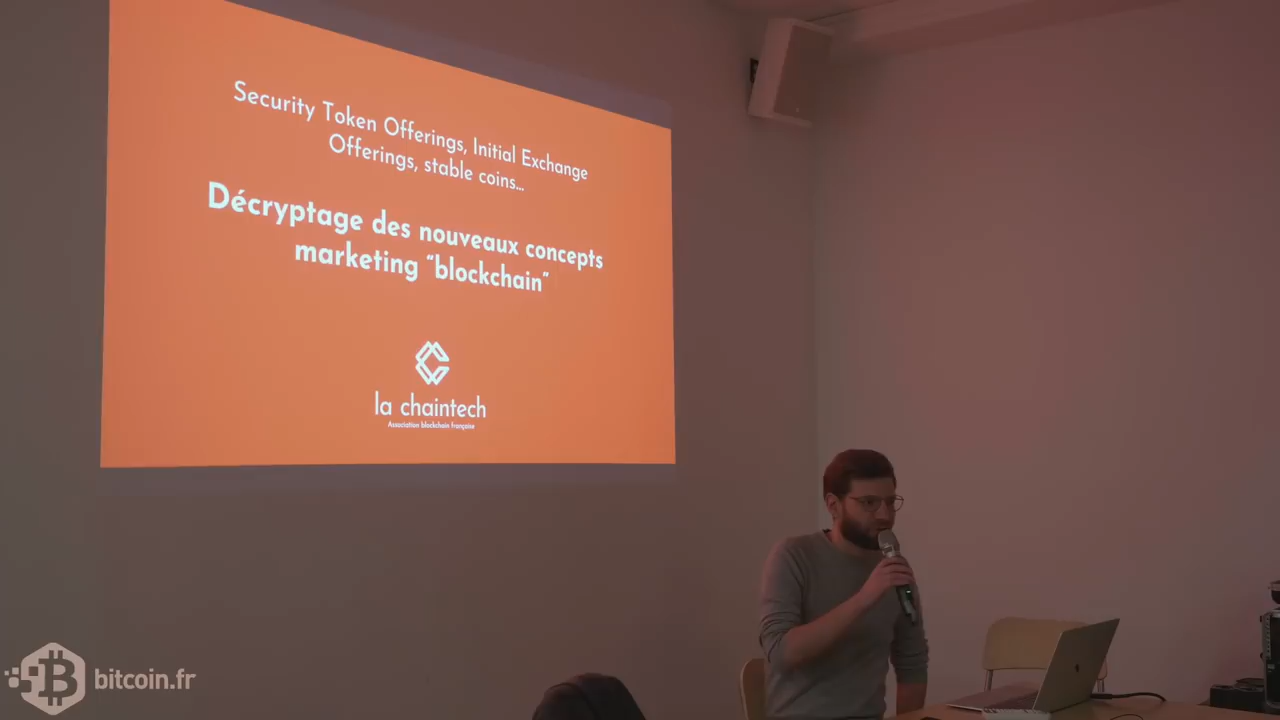 Security Token Offerings, Initial Exchange
Offerings, stable coins...
Décryptage des nouveaux concepts
marketing "blockchain"
la chaintech
Association blockchain française
bitcoin.fr